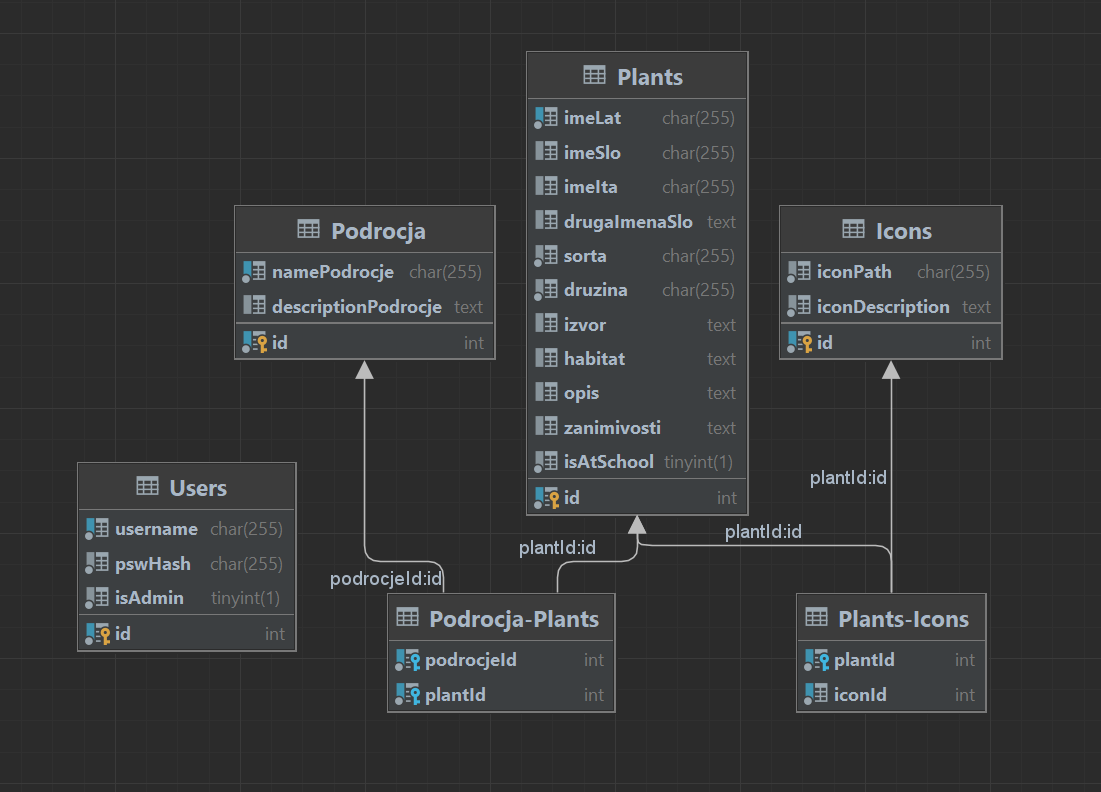 Plants
imeLat char(255)
imeSlo char(255)
imeIta char(255)
drugaImenaSlo text
sorta char(255)
druzina char(255)
izvor text
habitat text
opis text
zanimivosti text
isAtSchool tinyint(1)
id int
Podrocja
namePodrocje char(255)
descriptionPodrocje text
id int
Icons
iconPath char(255)
iconDescription text
id int
Users
username char(255)
pswHash char(255)
isAdmin tinyint(1)
id int
plantId:id
plantId:id
plantId:id
podrocjeId:id
Podrocja-Plants
podrocjeId int
plantId int
Plants-Icons
plantId int
iconId int